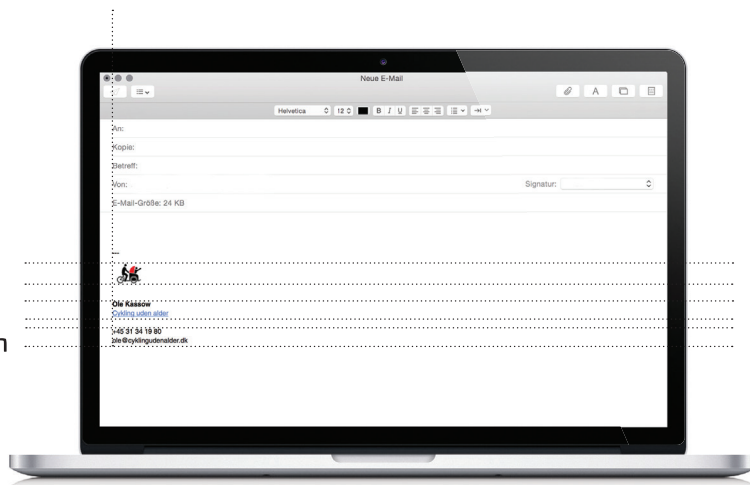 Neue E-Mail
A
Helvetica 12 B I U
An:
Kopie:
Betreff:
Von: Signatur:
E-Mail-Größe: 24 KB
—
Ole Kassow
Cykling uden alder
+45 31 34 19 80
ole@cyklingudenalder.dk
n